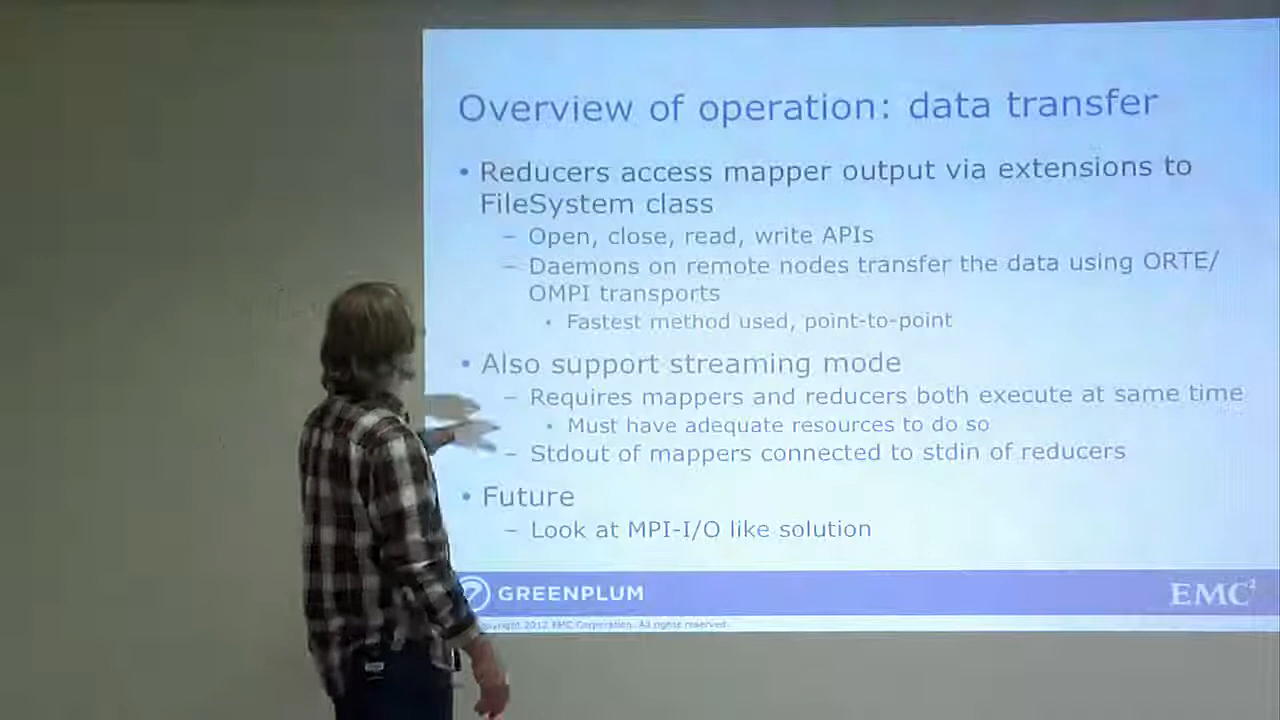 Overview of operation: data transfer
• Reducers access mapper output via extensions to
FileSystem class
– Open, close, read, write APIs
– Daemons on remote nodes transfer the data using ORTE/
OMPI transports
• Fastest method used, point-to-point
• Also support streaming mode
– Requires mappers and reducers both execute at same time
• Must have adequate resources to do so
– Stdout of mappers connected to stdin of reducers
• Future
– Look at MPI-I/O like solution
GREENPLUM
EMC²
pyright 2012 EMC Corporation. All rights reserved.